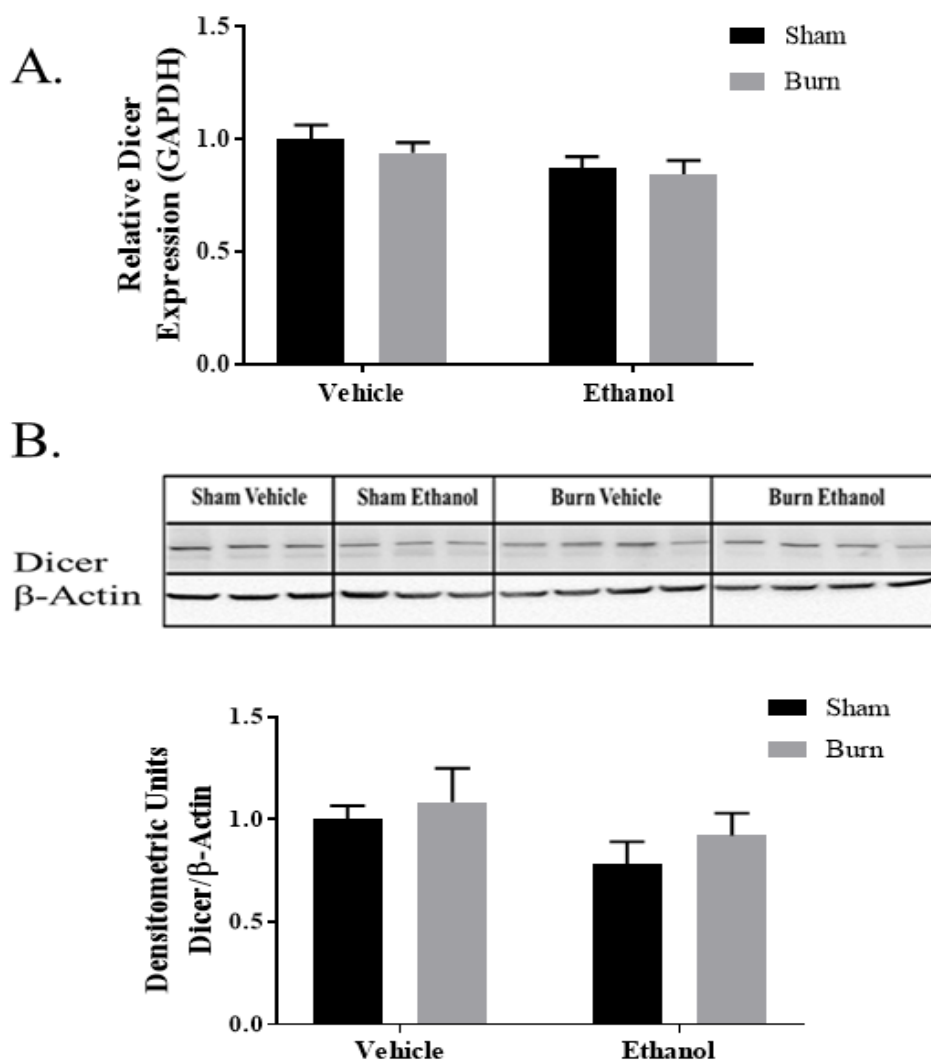 A.
Relative Dicer
Expression (GAPDH)
1.5
1.0
0.5
0.0
Sham
Burn
Vehicle Ethanol
B.
Sham Vehicle Sham Ethanol Burn Vehicle Burn Ethanol
Dicer
β-Actin
Densitometric Units
Dicer/β-Actin
1.5
1.0
0.5
0.0
Sham
Burn
Vehicle Ethanol